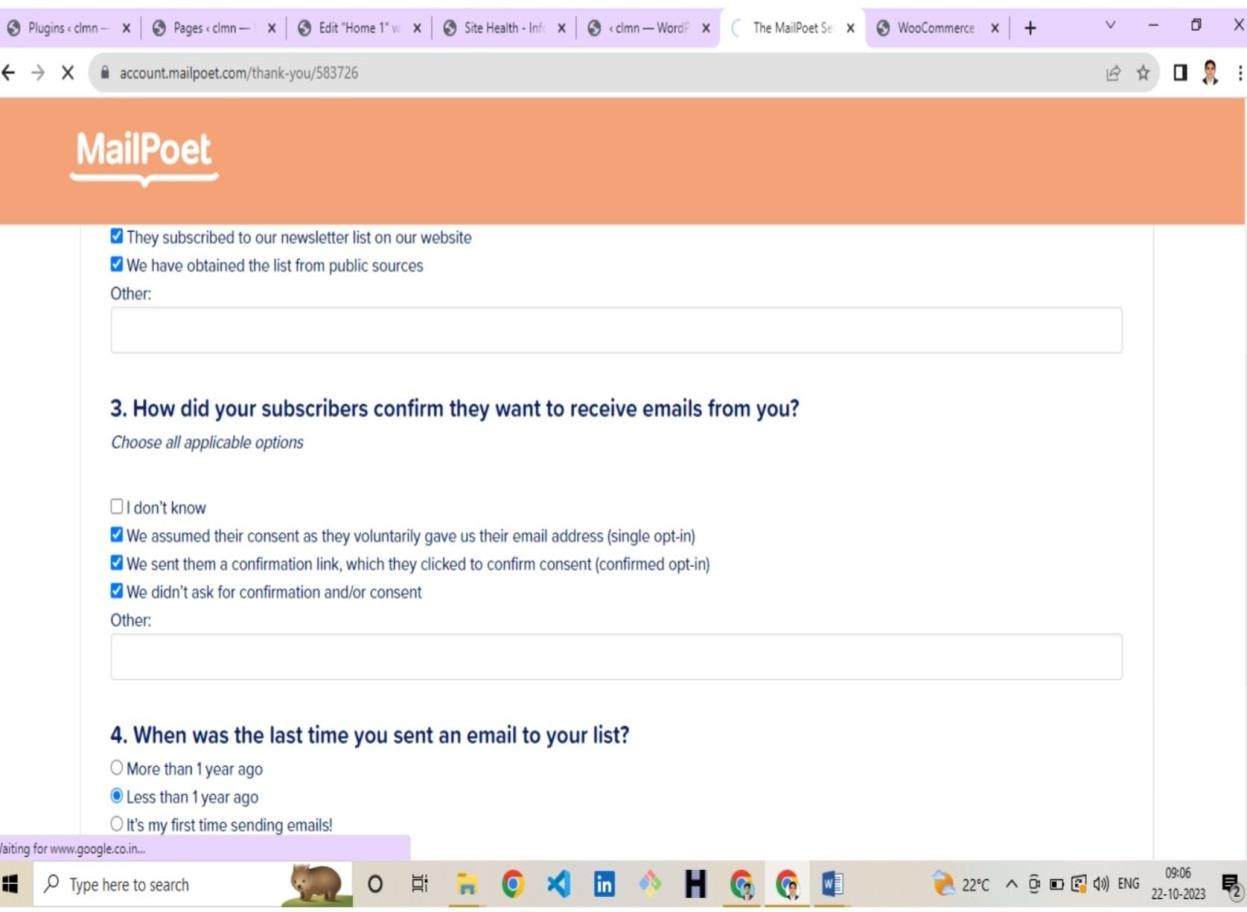 Plugins ‹ clmn —
Pages ‹ clmn —
Edit "Home 1" w
Site Health - Info
‹ clmn — WordP
The MailPoet Se
WooCommerce
account.mailpoet.com/thank-you/583726
MailPoet
They subscribed to our newsletter list on our website
We have obtained the list from public sources
Other:
3. How did your subscribers confirm they want to receive emails from you?
Choose all applicable options
I don't know
We assumed their consent as they voluntarily gave us their email address (single opt-in)
We sent them a confirmation link, which they clicked to confirm consent (confirmed opt-in)
We didn't ask for confirmation and/or consent
Other:
4. When was the last time you sent an email to your list?
More than 1 year ago
Less than 1 year ago
It's my first time sending emails!
aiting for www.google.co.in...
Type here to search
in
H
W
22°C
ENG
09:06
22-10-2023
2